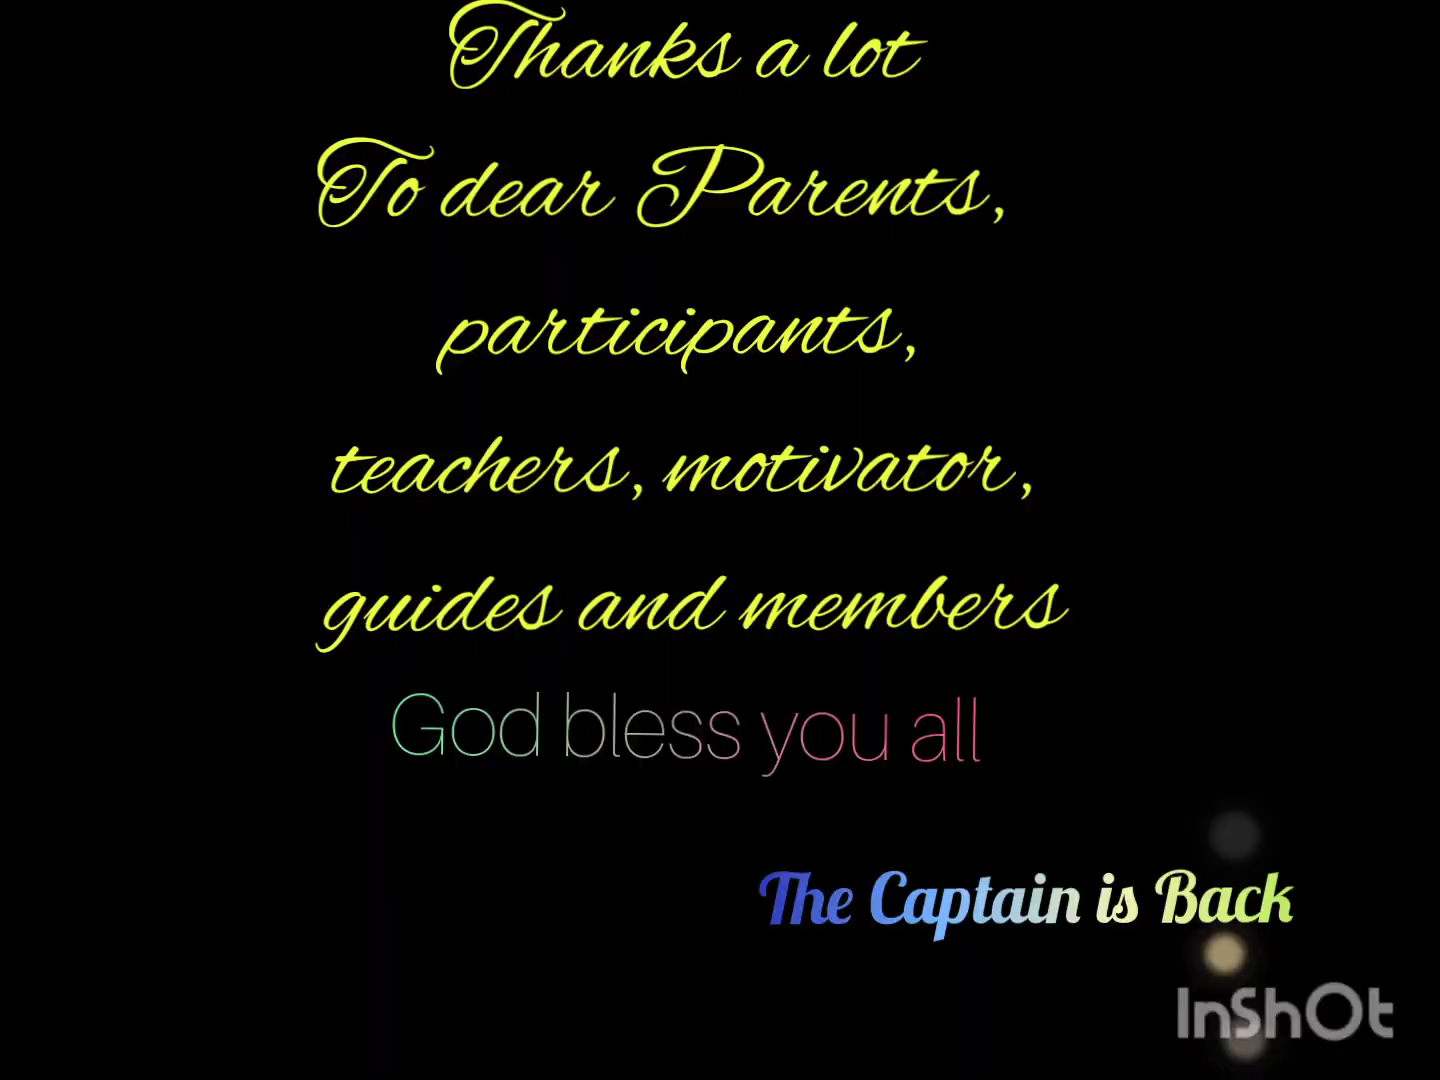 Thanks a lot
To dear Parents,
participants,
teachers, motivator,
guides and members
God bless you all
The Captain is Back
InShOt